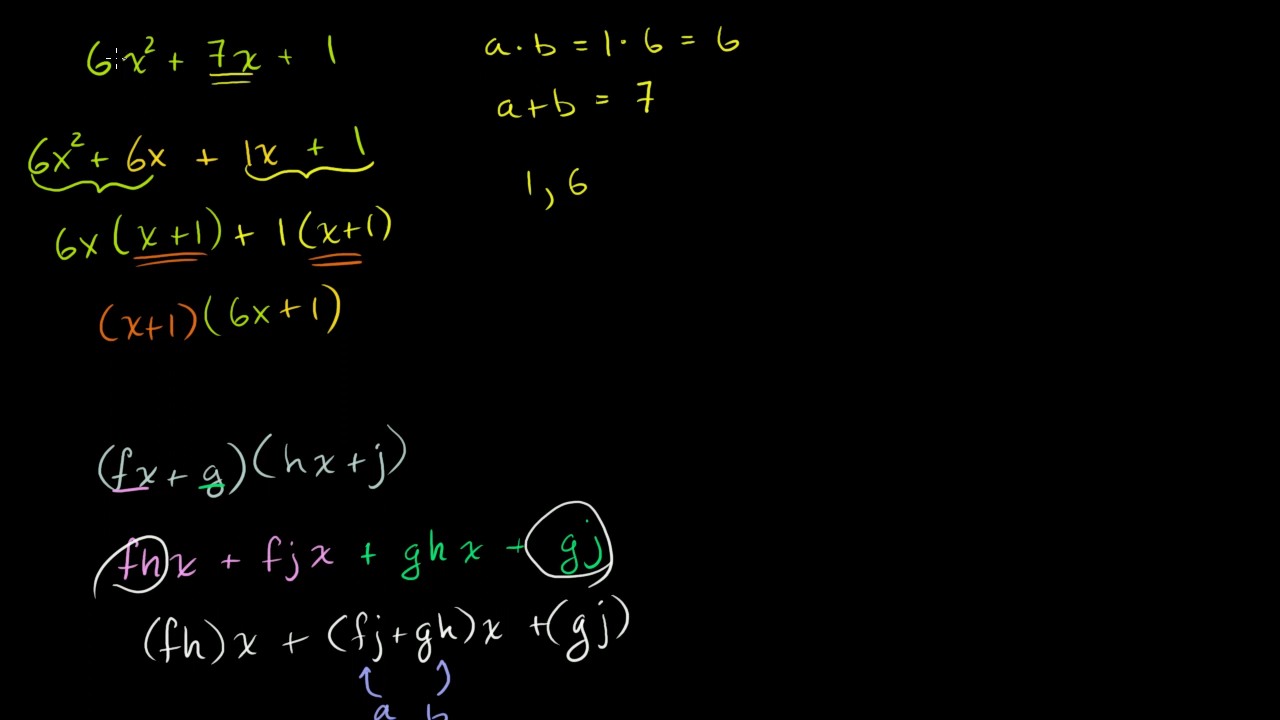 6x² + 7x + 1
a · b = 1 · 6 = 6
a + b = 7
6x² + 6x + 1x + 1
1, 6
6x(x+1) + 1(x+1)
(x+1)(6x+1)
(fx+g)(hx+j)
fhx + fjx + ghx + gj
(fh)x + (fj+gh)x + (gj)
a b